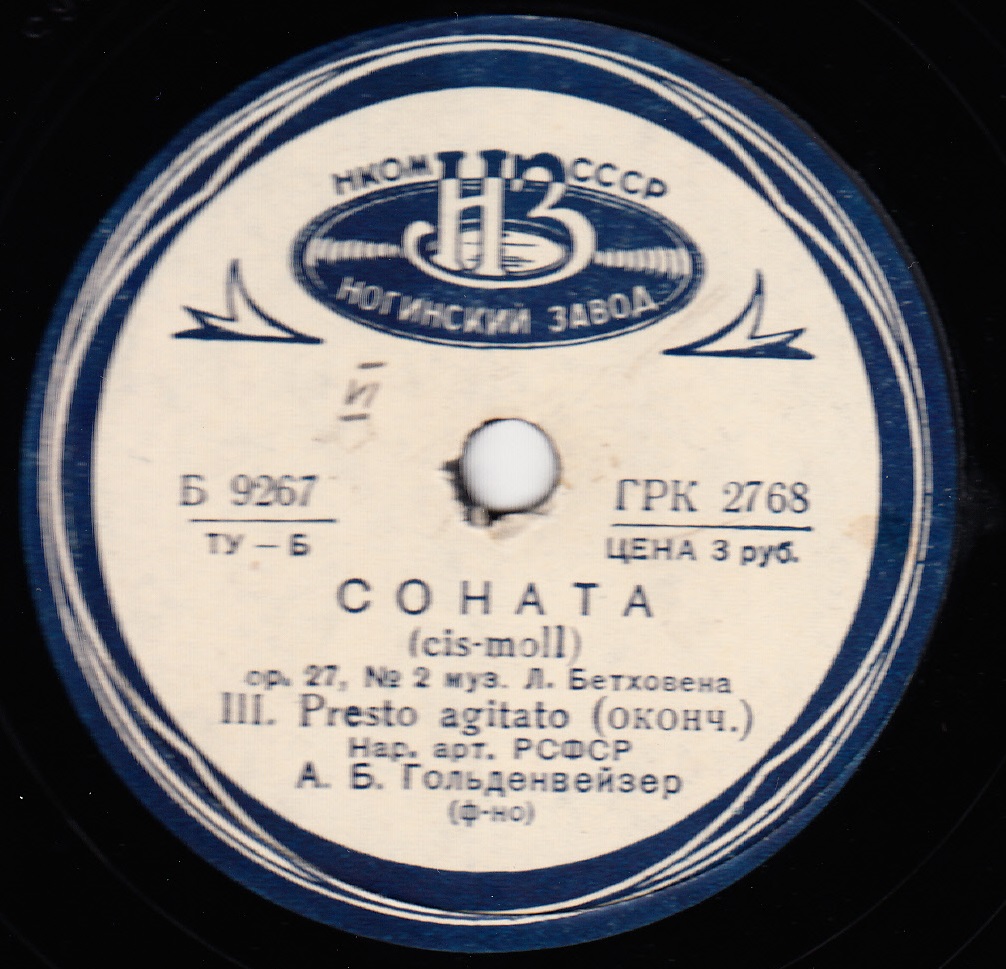 НКОМ НЗ СССР
НОГИНСКИЙ ЗАВОД
VI
Б 9267
ТУ – Б
ГРК 2768
ЦЕНА 3 руб.
СОНАТА
(cis-moll)
ор. 27, № 2 муз. Л. Бетховена
III. Presto agitato (оконч.)
Нар. арт. РСФСР
А. Б. Гольденвейзер
(ф-но)